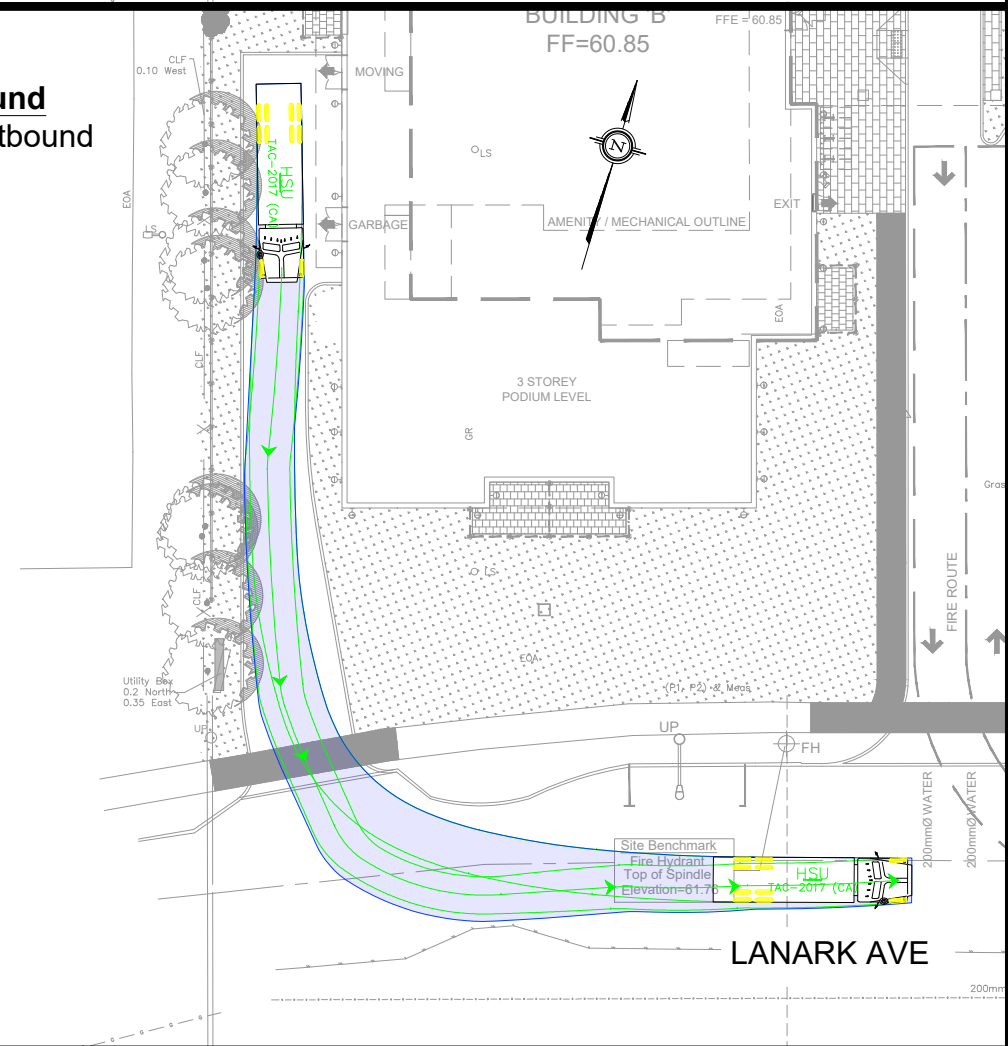 BUILDING 'B'
FF=60.85
FFE = 60.85
CLF
0.10 West
MOVING
und
tbound
HSU
TAC-2017 (CA)
N
LS
EOA
LS
GARBAGE
AMENITY / MECHANICAL OUTLINE
EXIT
EOA
CLF
3 STOREY
PODIUM LEVEL
GR
Gras
LS
FIRE ROUTE
CLF
EOA
Utility Box
0.2 North
0.35 East
(P1, P2) & Meas
UP
UP
FH
200mmØ WATER
200mmØ WATER
Site Benchmark
Fire Hydrant
Top of Spindle
Elevation=61.76
HSU
TAC-2017 (CA)
LANARK AVE
200mm